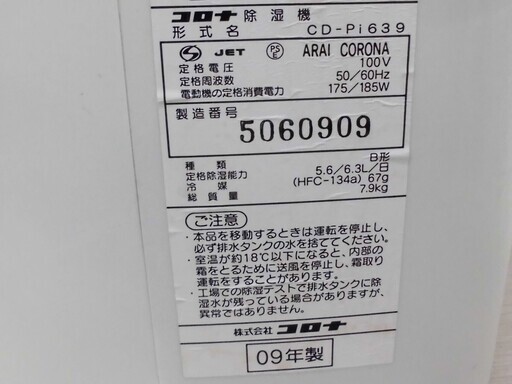 コロナ除湿機
形式名 CD-Pi639
JET PSE ARAI CORONA
定格電圧 100V
定格周波数 50/60Hz
電動機の定格消費電力 175/185W
製造番号
5060909
種類 B形
定格除湿能力 5.6/6.3L/日
冷媒 (HFC-134a) 67g
総質量 7.9kg
ご注意
・本品を移動するときは運転を停止し、
必ず排水タンクの水を捨ててください。
・室温が約18℃以下になると、内部の
霜をとるために送風を停止し、霜取り
運転をすることがあります。
・工場での除湿テストで排水タンクに除
湿水が残っている場合がありますが、
異常ではありません。
株式会社コロナ
09年製